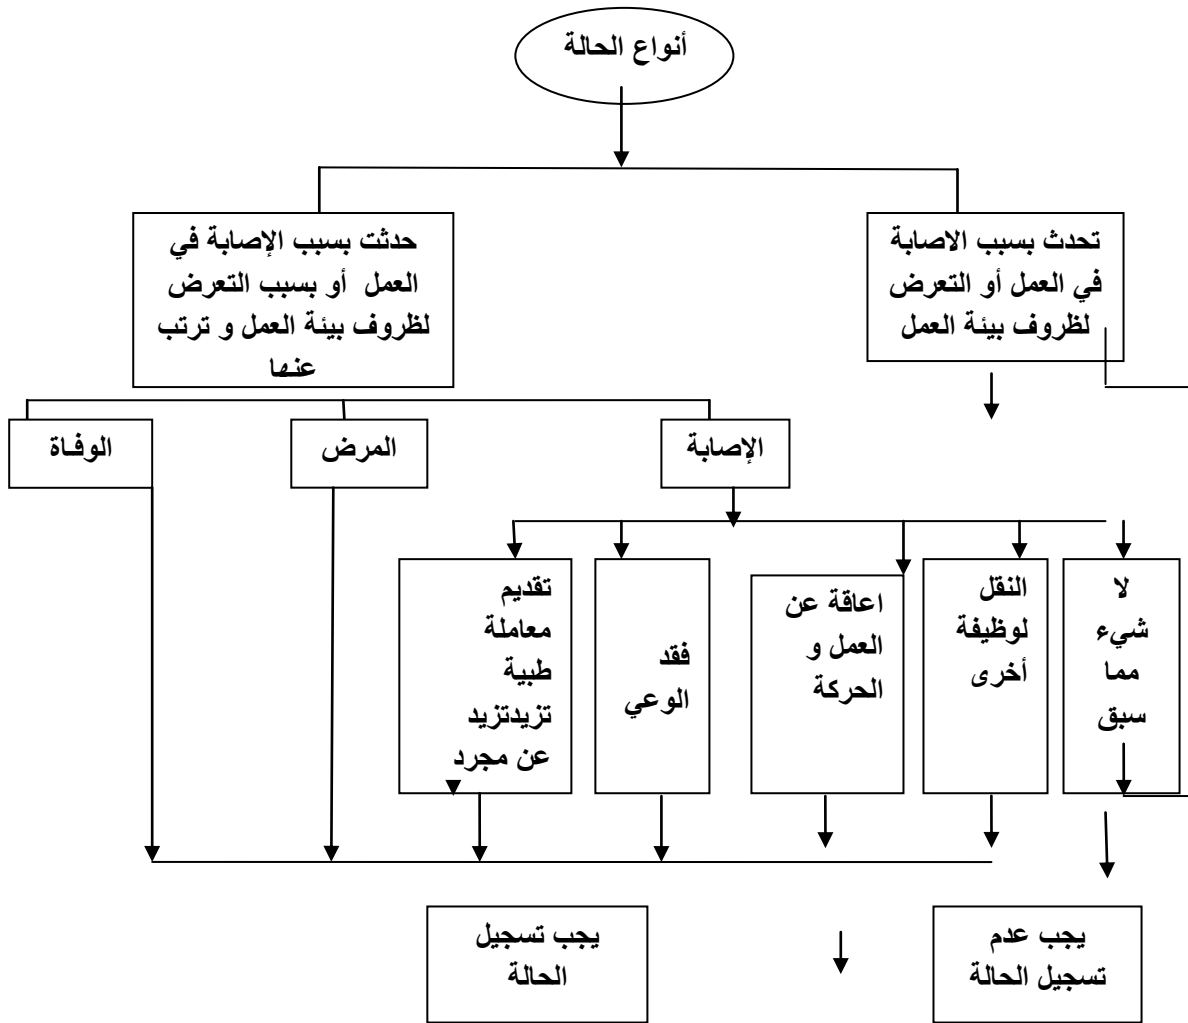 أنواع الحالة
تحدث بسبب الاصابة
في العمل أو التعرض
لظروف بيئة العمل
حدثت بسبب الإصابة في
العمل أو بسبب التعرض
لظروف بيئة العمل و ترتب
عنها
الإصابة
المرض
الوفاة
لا
شيء
مما
سبق
النقل
لوظيفة
أخرى
اعاقة عن
العمل و
الحركة
فقد
الوعي
تقديم
معاملة
طبية
تزيدتزيد
عن مجرد
يجب عدم
تسجيل الحالة
يجب تسجيل
الحالة